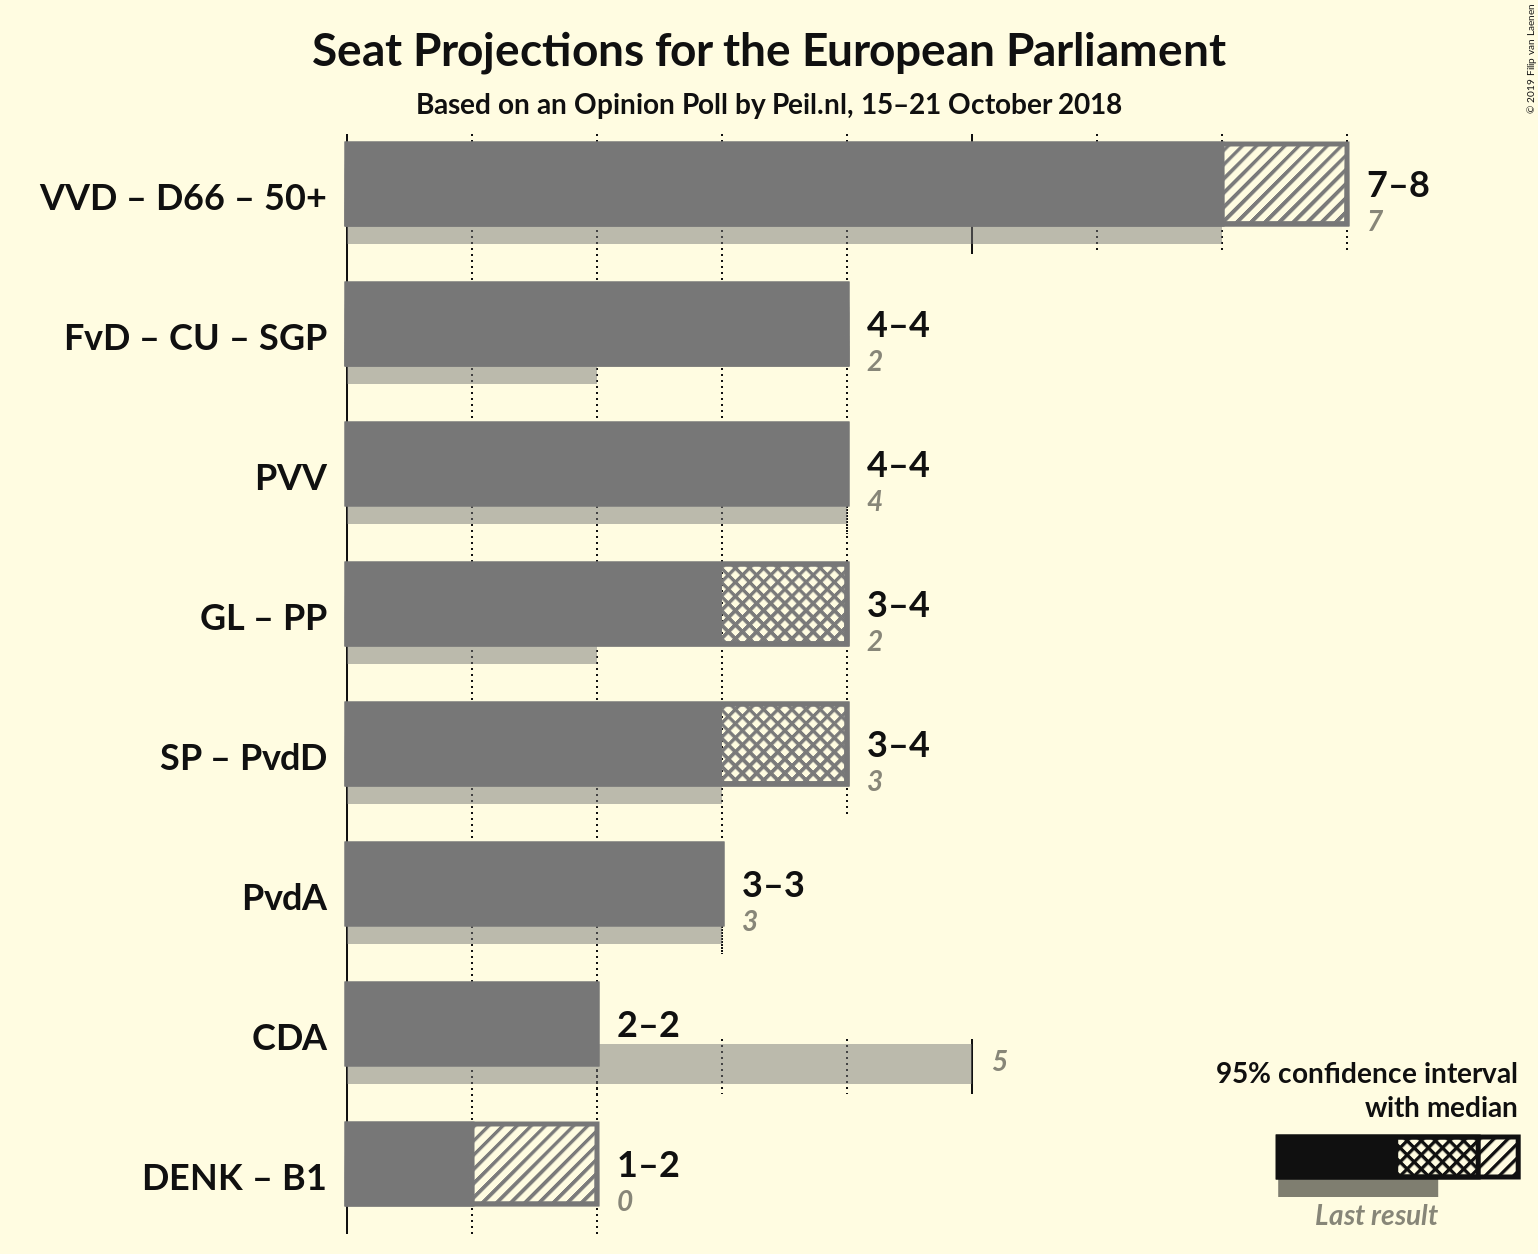 Seat Projections for the European Parliament
Based on an Opinion Poll by Peil.nl, 15–21 October 2018
© 2019 Filip van Laenen
VVD – D66 – 50+
7–8
7
FvD – CU – SGP
4–4
2
PVV
4–4
4
GL – PP
3–4
2
SP – PvdD
3–4
3
PvdA
3–3
3
CDA
2–2
5
DENK – B1
1–2
0
95% confidence interval
with median
Last result